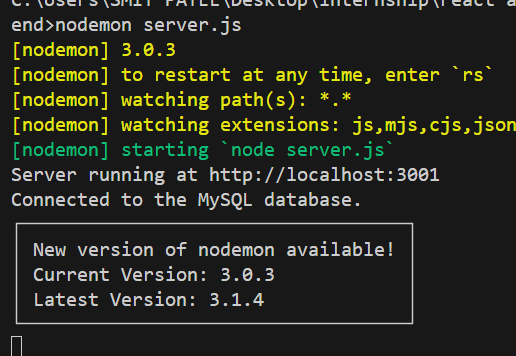 C:\Users\SMIT PATEL\Desktop\internship\react a
end>nodemon server.js
[nodemon] 3.0.3
[nodemon] to restart at any time, enter `rs`
[nodemon] watching path(s): *.*
[nodemon] watching extensions: js,mjs,cjs,json
[nodemon] starting `node server.js`
Server running at http://localhost:3001
Connected to the MySQL database.
New version of nodemon available!
Current Version: 3.0.3
Latest Version: 3.1.4